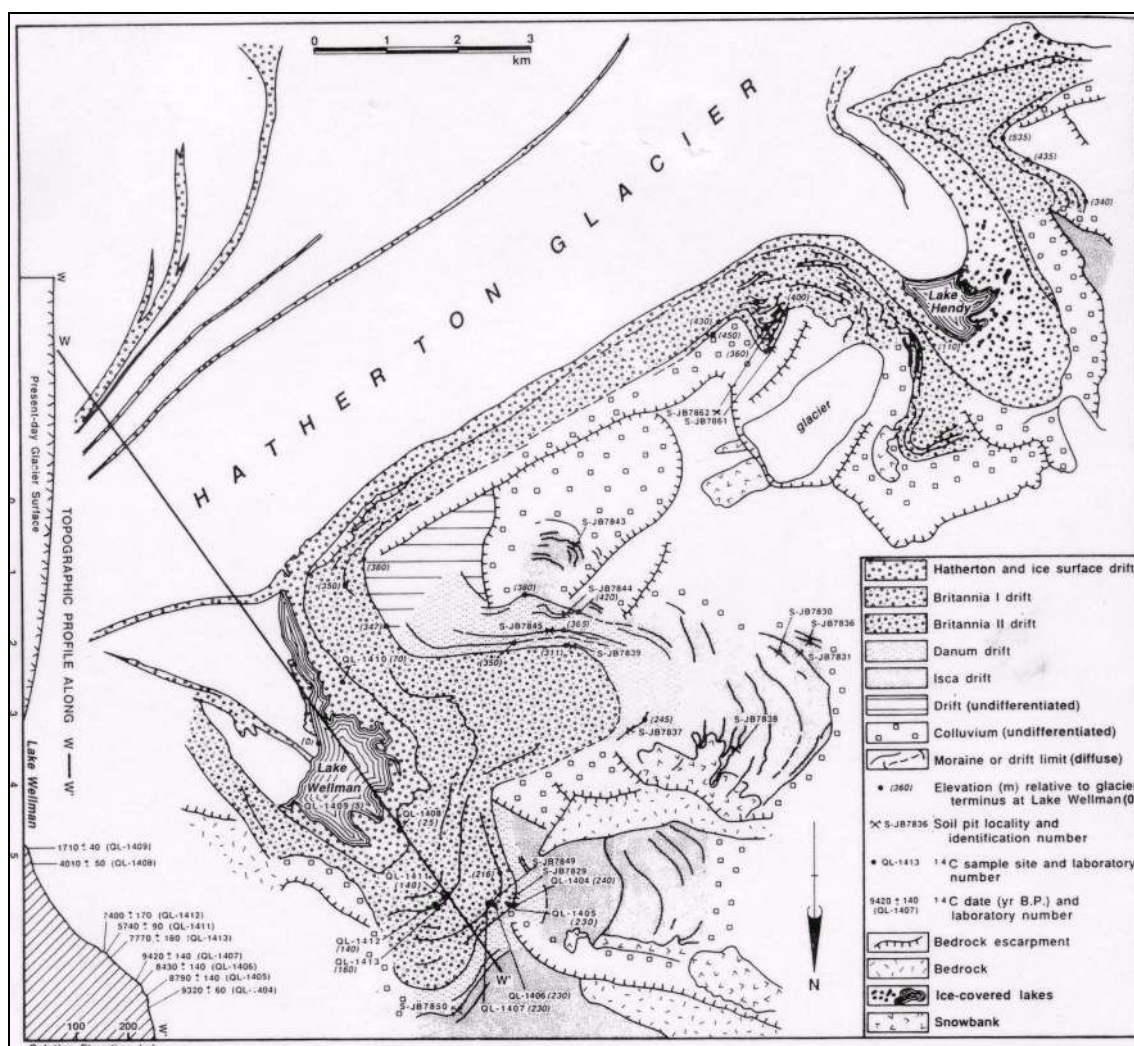 0 1 2 3
km
HATHERTON GLACIER
(535)
(435)
(340)
Lake
Hendy
(110)
(400)
(430)
(450)
(360)
S-JB7862
S-JB7861
glacier
W
W
Present-day Glacier Surface
TOPOGRAPHIC PROFILE ALONG W — W'
Lake Wellman
0
1
2
3
4
5
S-JB7843
(380)
(350)
(380)
S-JB7844
(420)
(347)
S-JB7845
(365)
S-JB7839
(350)
(311)
S-JB7830
S-JB7836
S-JB7831
QL-1410 (70)
(245)
S-JB7837
S-JB7838
(0)
Lake
Wellman
QL-1409 (5)
QL-1408
(25)
QL-1411
(140)
(216)
S-JB7849
S-JB7829
QL-1404 (240)
QL-1405
(230)
QL-1412
(140)
QL-1413
(160)
W'
QL-1406 (230)
S-JB7850
QL-1407 (230)
1710 ± 40 (QL-1409)
4010 ± 50 (QL-1408)
7400 ± 170 (QL-1412)
5740 ± 90 (QL-1411)
7770 ± 160 (QL-1413)
9420 ± 140 (QL-1407)
8430 ± 140 (QL-1406)
8790 ± 140 (QL-1405)
9320 ± 60 (QL-1404)
100 200
W'
N
Hatherton and ice surface drift
Britannia I drift
Britannia II drift
Danum drift
Isca drift
Drift (undifferentiated)
Colluvium (undifferentiated)
Moraine or drift limit (diffuse)
(360) Elevation (m) relative to glacier
terminus at Lake Wellman (0
S-JB7836 Soil pit locality and
identification number
QL-1413 ¹⁴C sample site and laboratory
number
9420 ± 140 ¹⁴C date (yr B.P.) and
(QL-1407) laboratory number
Bedrock escarpment
Bedrock
Ice-covered lakes
Snowbank